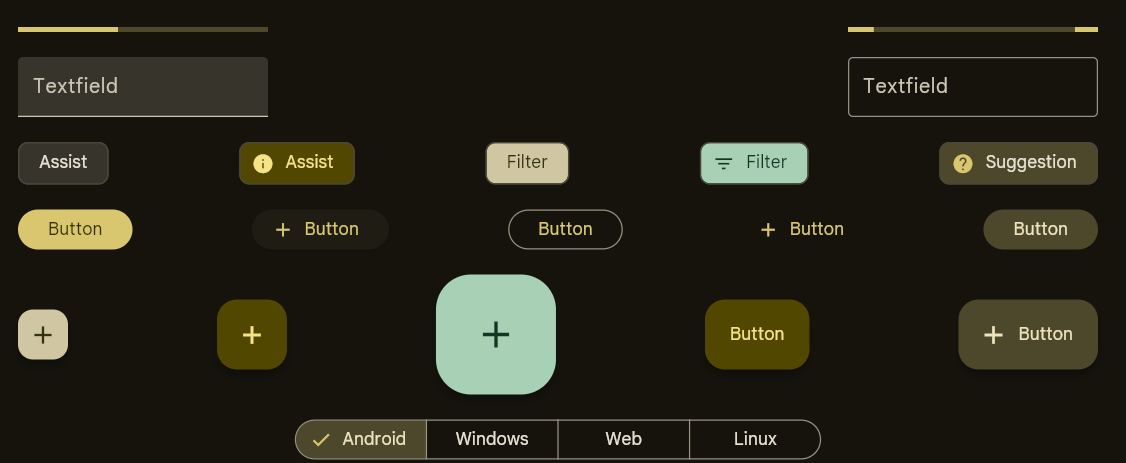 Textfield Textfield
Assist Assist Filter Filter Suggestion
Button Button Button Button Button
Button Button
Android Windows Web Linux